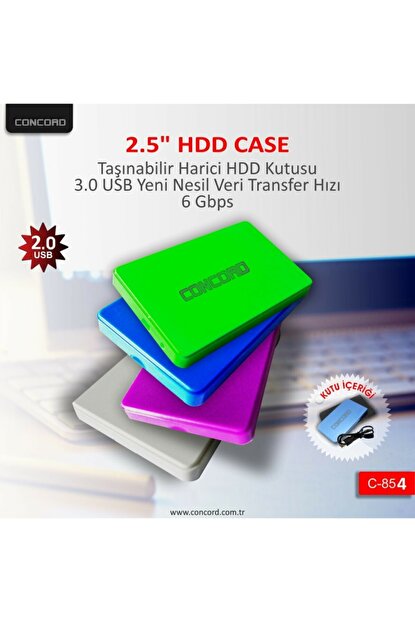 CONCORD
2.5" HDD CASE
Taşınabilir Harici HDD Kutusu
3.0 USB Yeni Nesil Veri Transfer Hızı
6 Gbps
2.0
USB
CONCORD
KUTU İÇERİĞİ
C-854
www.concord.com.tr